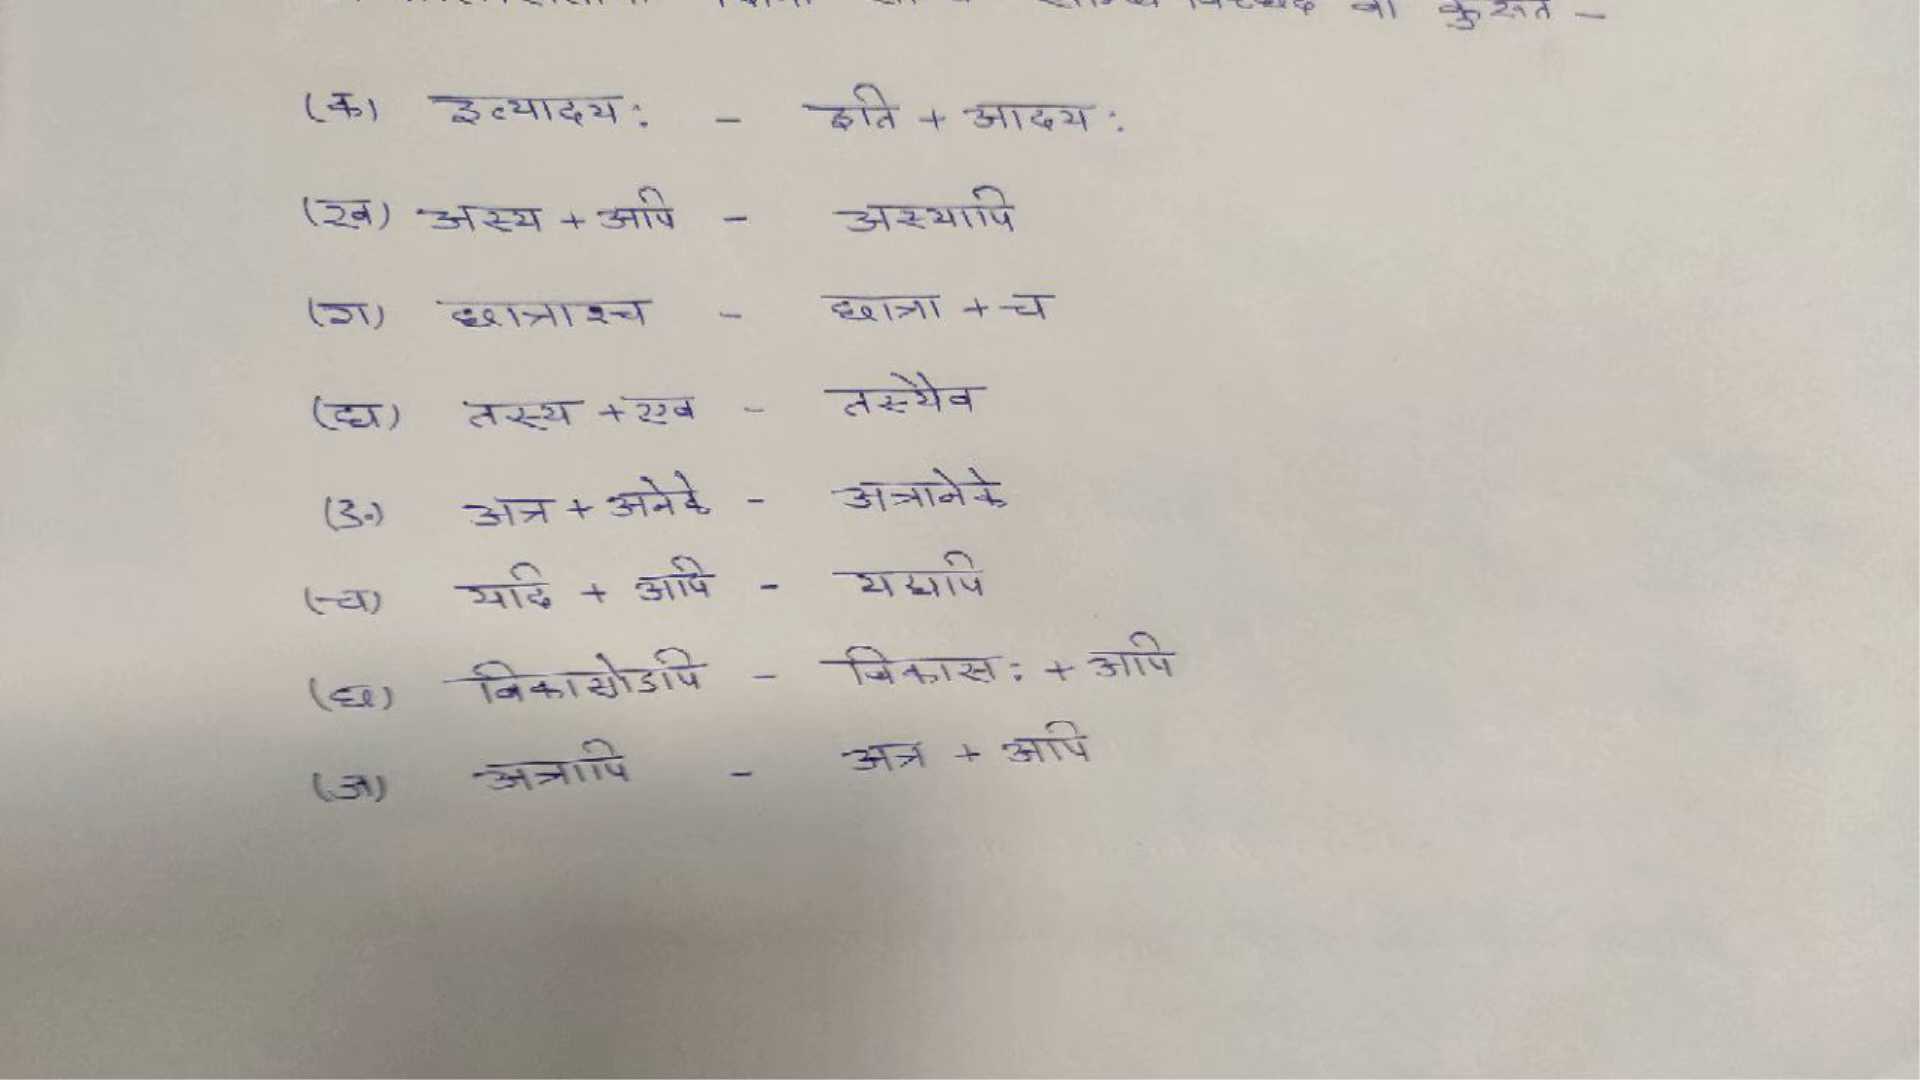 कुरुत -
(क) इत्यादय: - इति + आदय:
(ख) अस्य + अपि - अस्यापि
(ग) छात्राश्च - छात्रा + च
(घ) तस्य + एव - तस्यैव
(ङ) अत्र + अनेके - अत्रानेके
(च) यदि + अपि - यद्यपि
(छ) विकासोऽपि - विकास: + अपि
(ज) अत्रापि - अत्र + अपि